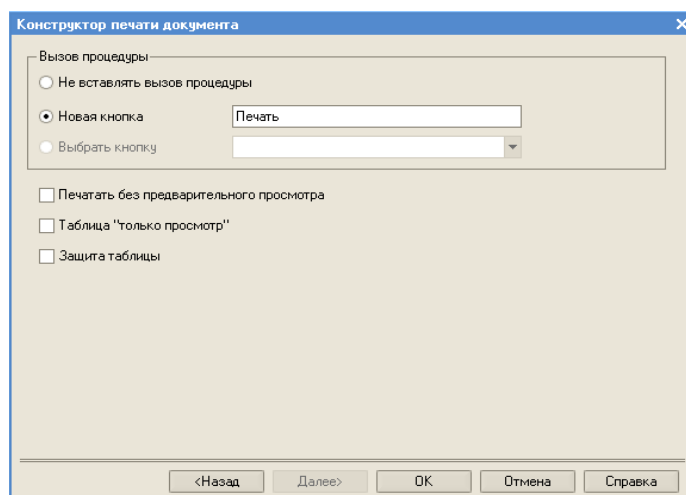 Конструктор печати документа
Вызов процедуры
Не вставлять вызов процедуры
Новая кнопка Печать
Выбрать кнопку
Печатать без предварительного просмотра
Таблица "только просмотр"
Защита таблицы
<Назад Далее> OK Отмена Справка